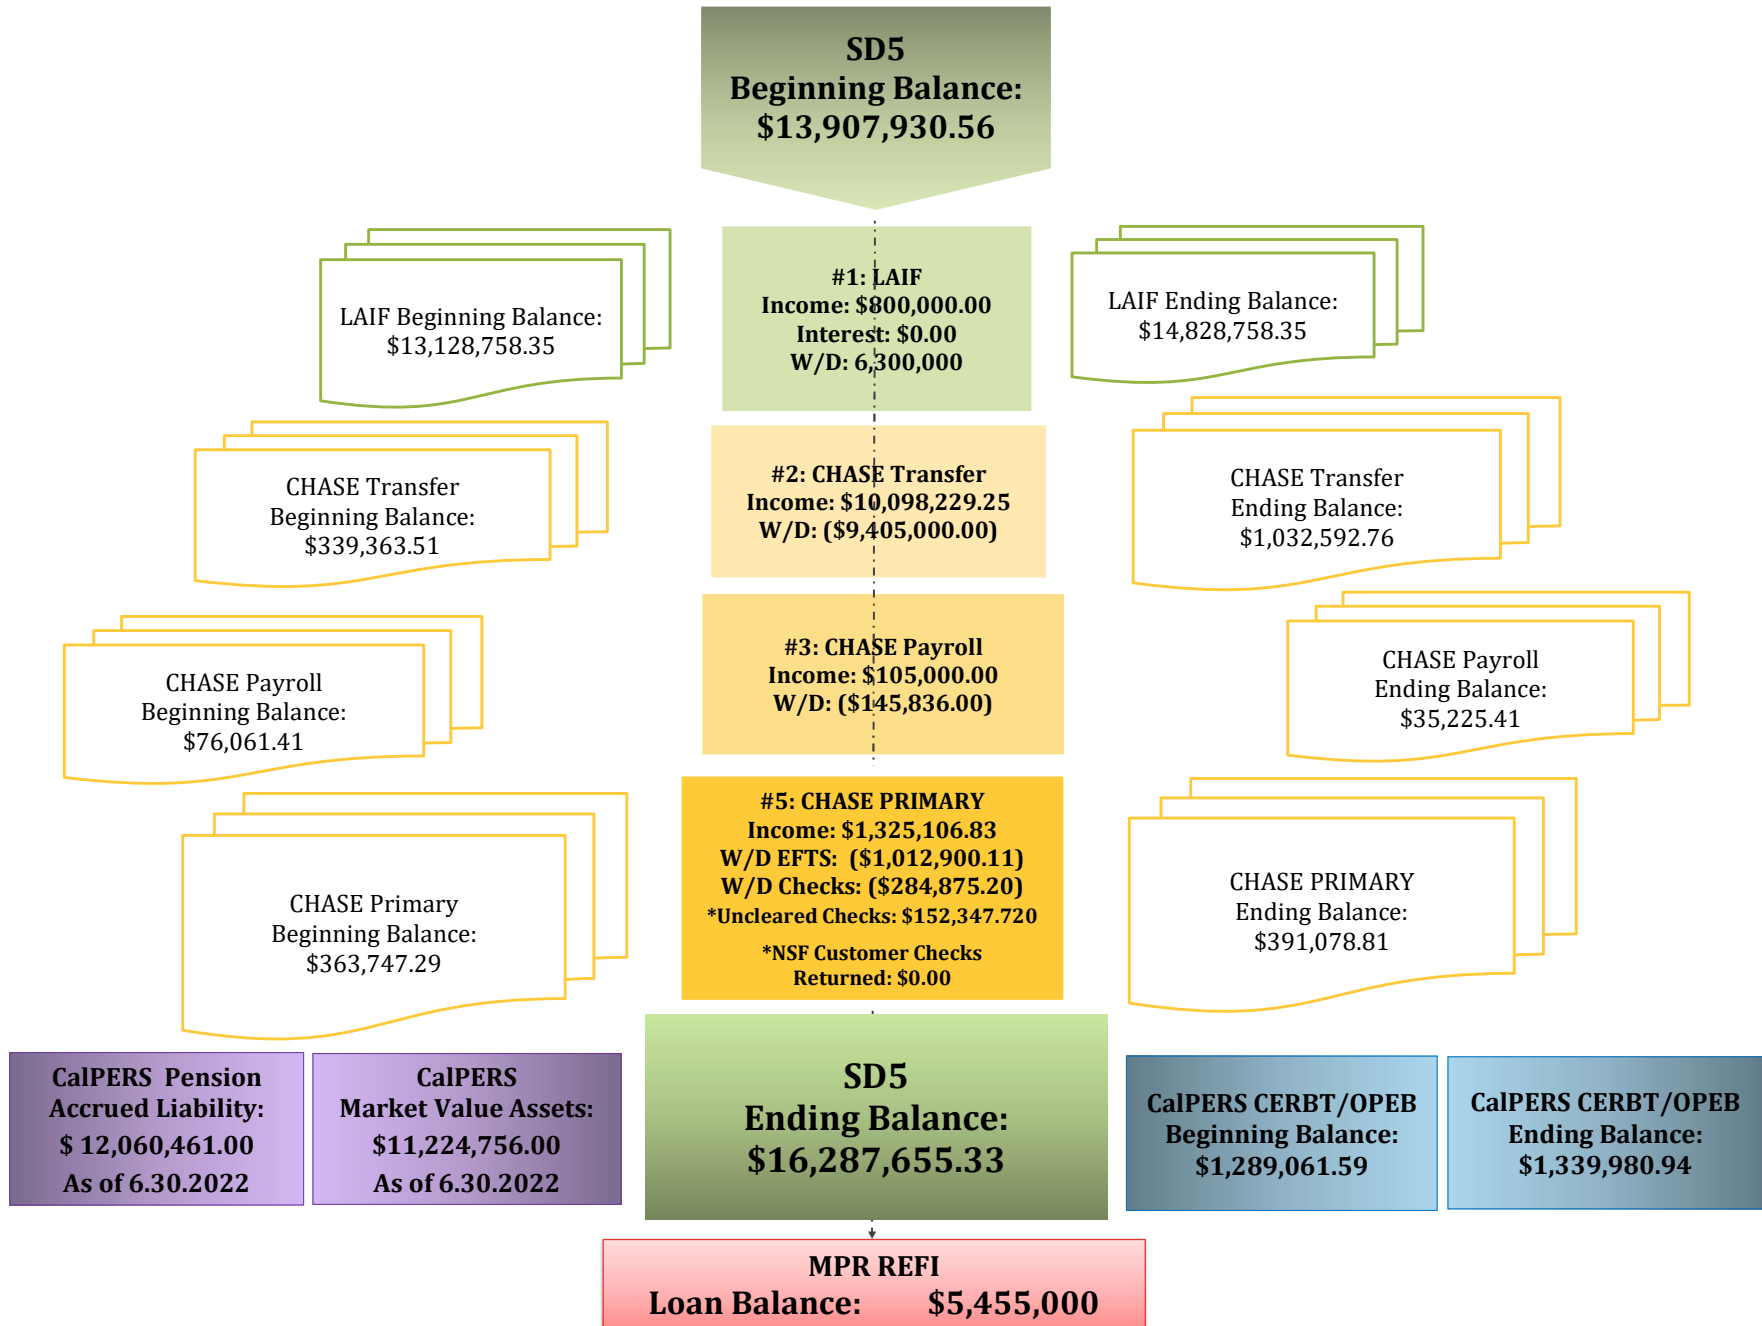 SD5
Beginning Balance:
$13,907,930.56
LAIF Beginning Balance:
$13,128,758.35
#1: LAIF
Income: $800,000.00
Interest: $0.00
W/D: 6,300,000
LAIF Ending Balance:
$14,828,758.35
CHASE Transfer
Beginning Balance:
$339,363.51
#2: CHASE Transfer
Income: $10,098,229.25
W/D: ($9,405,000.00)
CHASE Transfer
Ending Balance:
$1,032,592.76
CHASE Payroll
Beginning Balance:
$76,061.41
#3: CHASE Payroll
Income: $105,000.00
W/D: ($145,836.00)
CHASE Payroll
Ending Balance:
$35,225.41
CHASE Primary
Beginning Balance:
$363,747.29
#5: CHASE PRIMARY
Income: $1,325,106.83
W/D EFTS:  ($1,012,900.11)
W/D Checks: ($284,875.20)
*Uncleared Checks: $152,347.720
*NSF Customer Checks
Returned: $0.00
CHASE PRIMARY
Ending Balance:
$391,078.81
CalPERS  Pension
Accrued Liability:
$ 12,060,461.00
As of 6.30.2022
CalPERS
Market Value Assets:
$11,224,756.00
As of 6.30.2022
SD5
Ending Balance:
$16,287,655.33
CalPERS CERBT/OPEB
Beginning Balance:
$1,289,061.59
CalPERS CERBT/OPEB
Ending Balance:
$1,339,980.94
MPR REFI
Loan Balance: $5,455,000